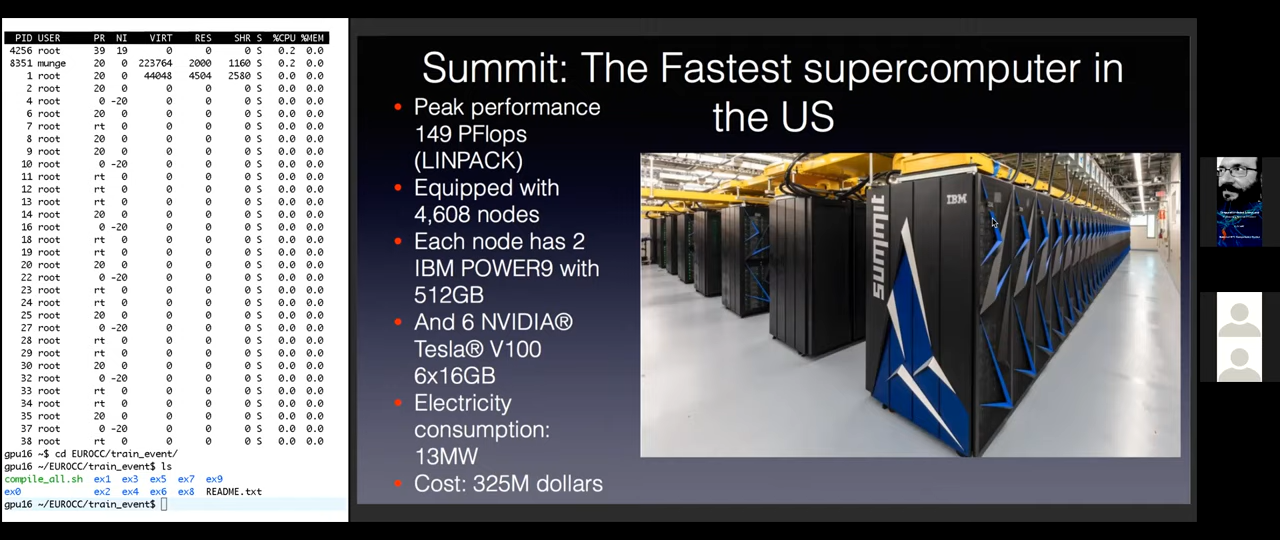 PID USER PR NI VIRT RES SHR S %CPU %MEM
4256 root 39 19 0 0 0 S 0.2 0.0
8351 munge 20 0 223764 2000 1160 S 0.2 0.0
1 root 20 0 44048 4504 2580 S 0.0 0.0
2 root 20 0 0 0 0 S 0.0 0.0
4 root 0 -20 0 0 0 S 0.0 0.0
6 root 20 0 0 0 0 S 0.0 0.0
7 root rt 0 0 0 0 S 0.0 0.0
8 root 20 0 0 0 0 S 0.0 0.0
9 root 20 0 0 0 0 S 0.0 0.0
10 root 0 -20 0 0 0 S 0.0 0.0
11 root rt 0 0 0 0 S 0.0 0.0
12 root rt 0 0 0 0 S 0.0 0.0
13 root rt 0 0 0 0 S 0.0 0.0
14 root 20 0 0 0 0 S 0.0 0.0
16 root 0 -20 0 0 0 S 0.0 0.0
18 root rt 0 0 0 0 S 0.0 0.0
19 root rt 0 0 0 0 S 0.0 0.0
20 root 20 0 0 0 0 S 0.0 0.0
22 root 0 -20 0 0 0 S 0.0 0.0
23 root rt 0 0 0 0 S 0.0 0.0
24 root rt 0 0 0 0 S 0.0 0.0
25 root 20 0 0 0 0 S 0.0 0.0
27 root 0 -20 0 0 0 S 0.0 0.0
28 root rt 0 0 0 0 S 0.0 0.0
29 root rt 0 0 0 0 S 0.0 0.0
30 root 20 0 0 0 0 S 0.0 0.0
32 root 0 -20 0 0 0 S 0.0 0.0
33 root rt 0 0 0 0 S 0.0 0.0
34 root rt 0 0 0 0 S 0.0 0.0
35 root 20 0 0 0 0 S 0.0 0.0
37 root 0 -20 0 0 0 S 0.0 0.0
38 root rt 0 0 0 0 S 0.0 0.0
gpu16 ~$ cd EUROCC/train_event/
gpu16 ~/EUROCC/train_event$ ls
compile_all.sh ex1 ex3 ex5 ex7 ex9
ex0 ex2 ex4 ex6 ex8 README.txt
gpu16 ~/EUROCC/train_event$
Summit: The Fastest supercomputer in
the US
• Peak performance
149 PFlops
(LINPACK)
• Equipped with
4,608 nodes
• Each node has 2
IBM POWER9 with
512GB
• And 6 NVIDIA®
Tesla® V100
6x16GB
• Electricity
consumption:
13MW
• Cost: 325M dollars
summit
IBM